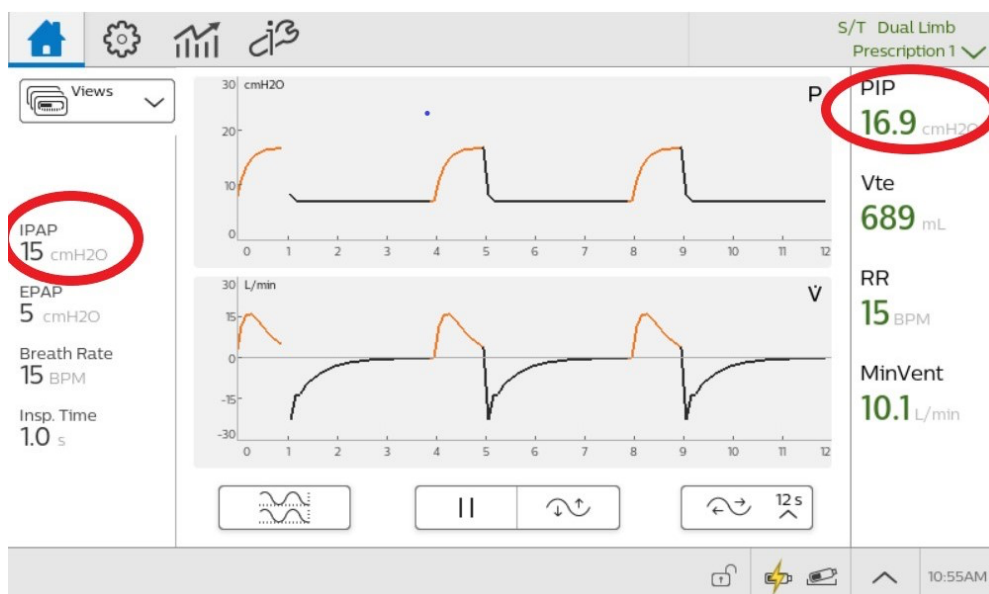 S/T Dual Limb
Prescription 1
Views
IPAP
15 cmH2O
EPAP
5 cmH2O
Breath Rate
15 BPM
Insp. Time
1.0 s
30 cmH2O
P
20
10
0
0 1 2 3 4 5 6 7 8 9 10 11 12
30 L/min
V̇
15
0
-15
-30
0 1 2 3 4 5 6 7 8 9 10 11 12
12 s
PIP
16.9 cmH2O
Vte
689 mL
RR
15 BPM
MinVent
10.1 L/min
10:55AM